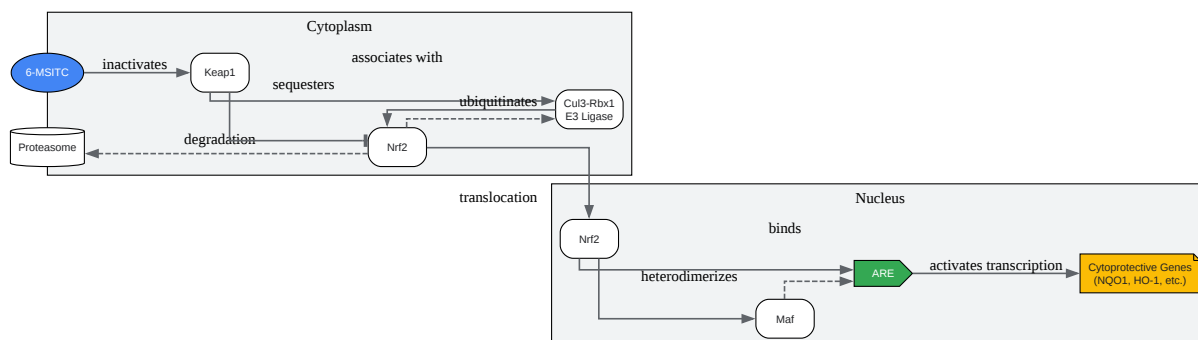 Cytoplasm
associates with
inactivates
6-MSITC
Keap1
sequesters
ubiquitinates
Cul3-Rbx1
E3 Ligase
degradation
Proteasome
Nrf2
translocation
Nucleus
binds
Nrf2
heterodimerizes
ARE
activates transcription
Cytoprotective Genes
(NQO1, HO-1, etc.)
Maf